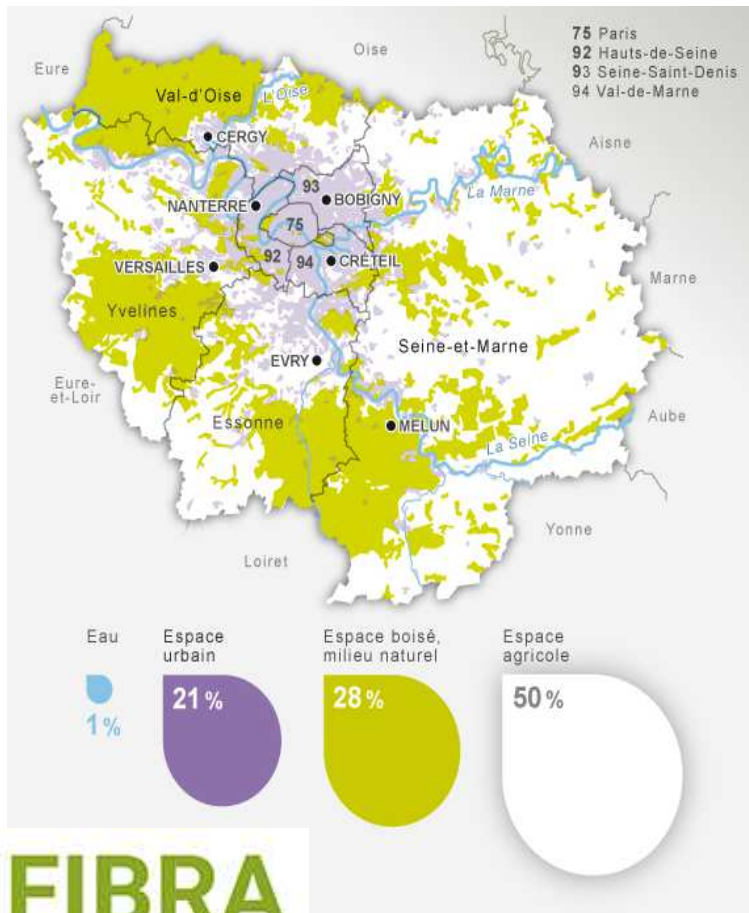 75 Paris
92 Hauts-de-Seine
93 Seine-Saint-Denis
94 Val-de-Marne
Oise
Eure
Val-d'Oise
L'Oise
CERGY
Aisne
93
La Marne
NANTERRE
BOBIGNY
75
92
94
CRÉTEIL
VERSAILLES
Marne
Yvelines
Seine-et-Marne
EVRY
Eure-
et-Loir
Essonne
MELUN
Aube
La Seine
Yonne
Loiret
Eau
1 %
Espace
urbain
21 %
Espace boisé,
milieu naturel
28 %
Espace
agricole
50 %
FIBRA